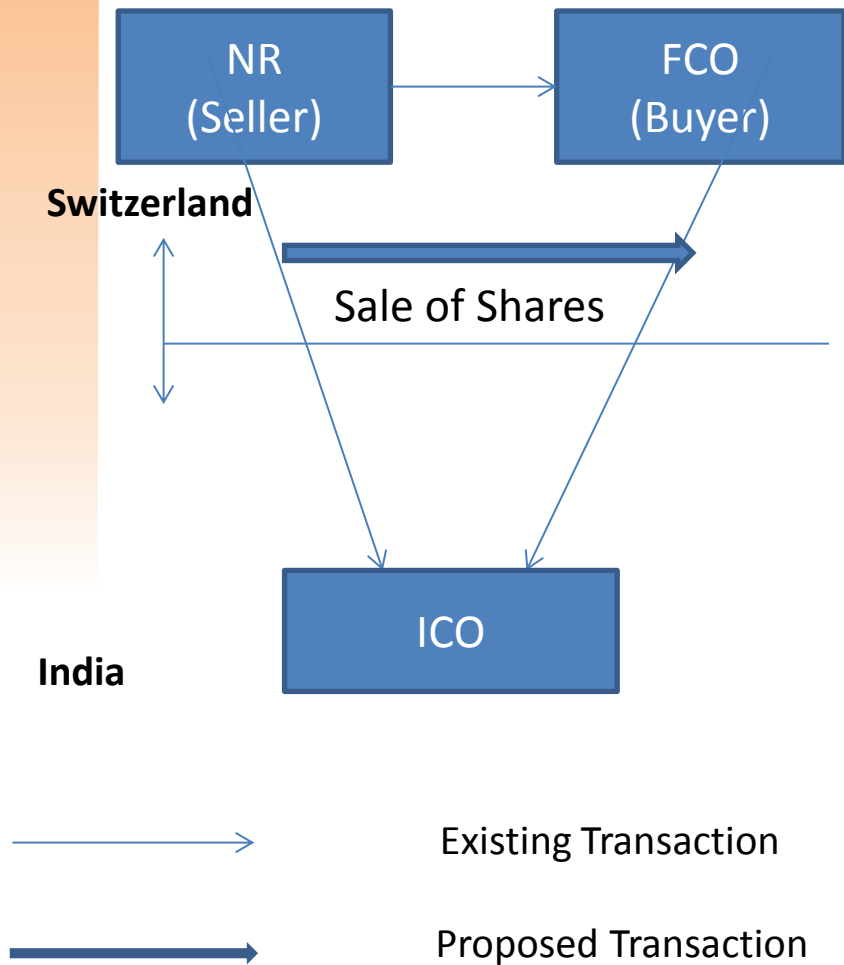 NR
(Seller)
FCO
(Buyer)
Switzerland
Sale of Shares
ICO
India
Existing Transaction
Proposed Transaction